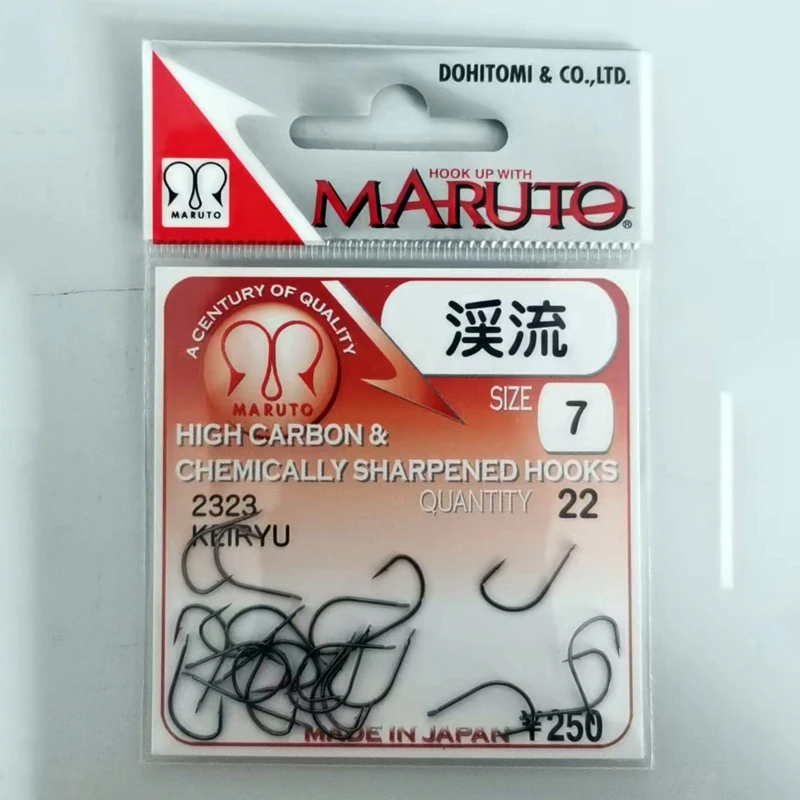 DOHITOMI & CO.,LTD.
HOOK UP WITH
MARUTO®
MARUTO
A CENTURY OF QUALITY
MARUTO
渓流
SIZE 7
HIGH CARBON &
CHEMICALLY SHARPENED HOOKS
2323 QUANTITY 22
KEIRYU
MADE IN JAPAN ¥250